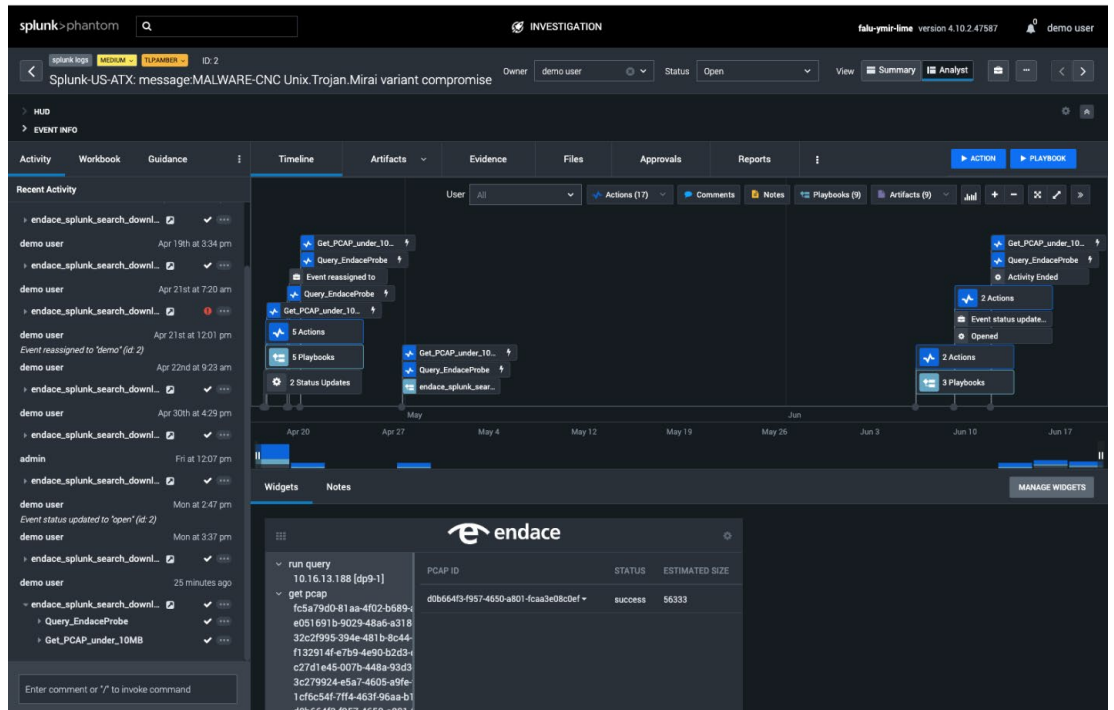 splunk>phantom
INVESTIGATION
falu-ymir-lime version 4.10.2.47587
0
demo user
splunk logs MEDIUM TLP:AMBER ID: 2
Splunk-US-ATX: message:MALWARE-CNC Unix.Trojan.Mirai variant compromise
Owner demo user Status Open View Summary Analyst
HUD
EVENT INFO
Activity Workbook Guidance
Timeline Artifacts Evidence Files Approvals Reports ACTION PLAYBOOK
Recent Activity
User All Actions (17) Comments Notes Playbooks (9) Artifacts (9)
endace_splunk_search_downl...
demo user Apr 19th at 3:34 pm
endace_splunk_search_downl...
demo user Apr 21st at 7:20 am
endace_splunk_search_downl...
demo user Apr 21st at 12:01 pm
Event reassigned to "demo" (id: 2)
demo user Apr 22nd at 9:23 am
endace_splunk_search_downl...
demo user Apr 30th at 4:29 pm
endace_splunk_search_downl...
admin Fri at 12:07 pm
endace_splunk_search_downl...
demo user Mon at 2:47 pm
Event status updated to "open" (id: 2)
demo user Mon at 3:37 pm
endace_splunk_search_downl...
demo user 25 minutes ago
endace_splunk_search_downl...
Query_EndaceProbe
Get_PCAP_under_10MB
Enter comment or "/" to invoke command
Get_PCAP_under_10...
Query_EndaceProbe
Event reassigned to
Query_EndaceProbe
Get_PCAP_under_10...
5 Actions
5 Playbooks
2 Status Updates
Get_PCAP_under_10...
Query_EndaceProbe
endace_splunk_sear...
Get_PCAP_under_10...
Query_EndaceProbe
Activity Ended
2 Actions
Event status update...
Opened
2 Actions
3 Playbooks
May Jun
Apr 20 Apr 27 May 4 May 12 May 19 May 26 Jun 3 Jun 10 Jun 17
Widgets Notes MANAGE WIDGETS
endace
run query
10.16.13.188 [dp9-1]
get pcap
fc5a79d0-81aa-4f02-b689-
e051691b-9029-48a6-a318
32c2f995-394e-481b-8c44-
f132914f-e7b9-4e90-b2d3-
c27d1e45-007b-448a-93d3
3c279924-e5a7-4605-a9fe-
1cf6c54f-7ff4-463f-96aa-b1
PCAP ID STATUS ESTIMATED SIZE
d0b664f3-f957-4650-a801-fcaa3e08c0ef success 56333